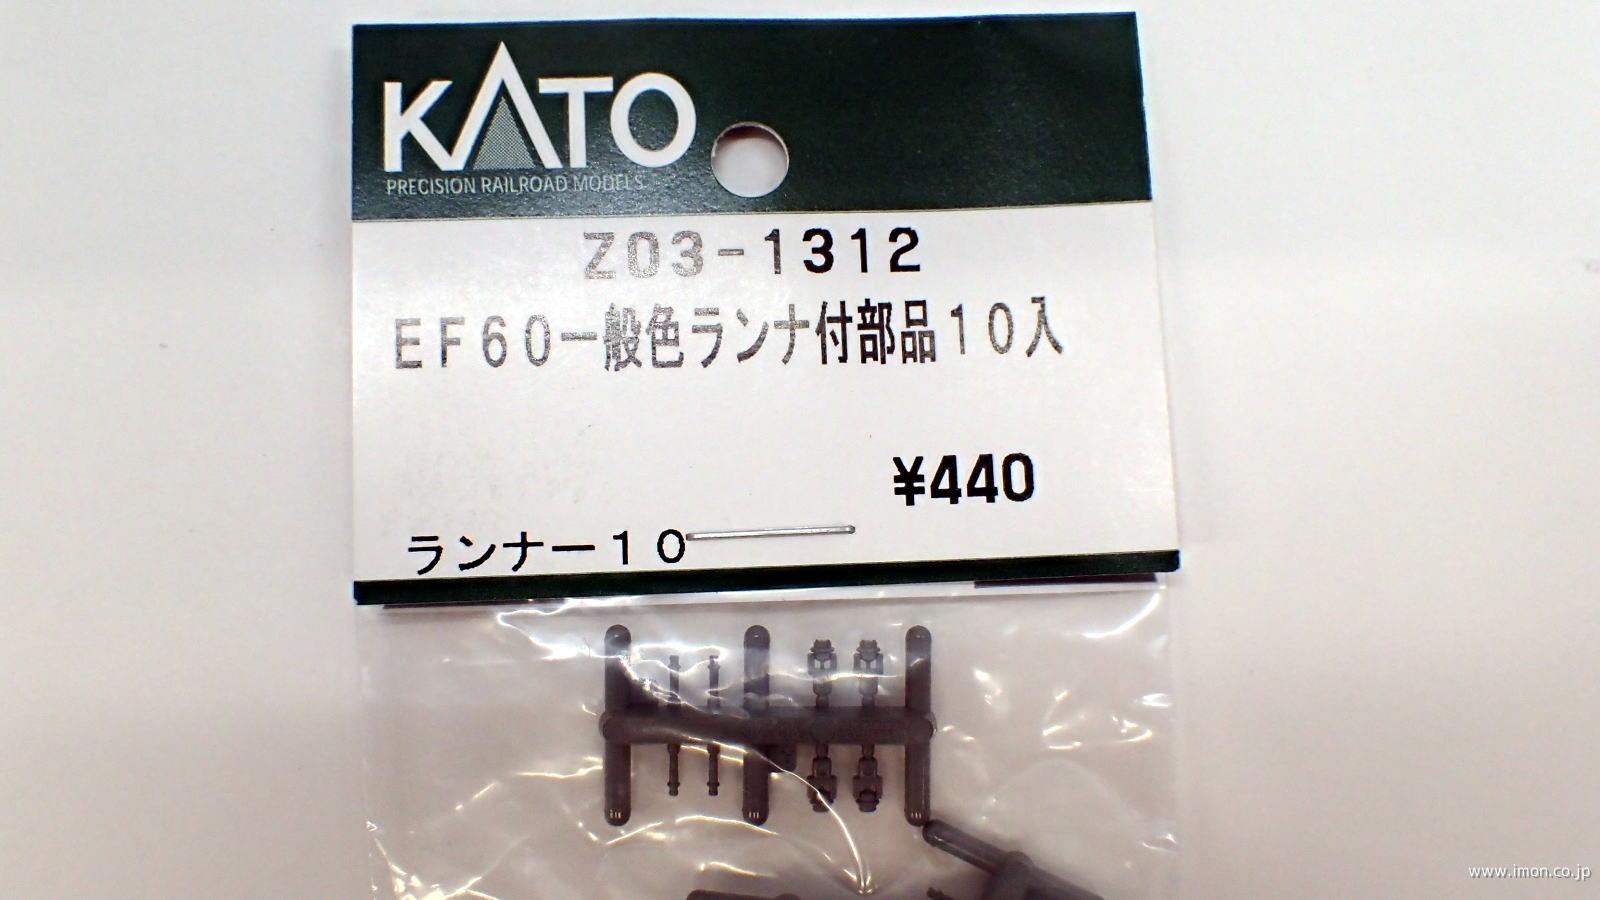 KATO
PRECISION RAILROAD MODELS
Z03-1312
EF60一般色ランナ付部品10入
¥440
ランナー10
www.imon.co.jp